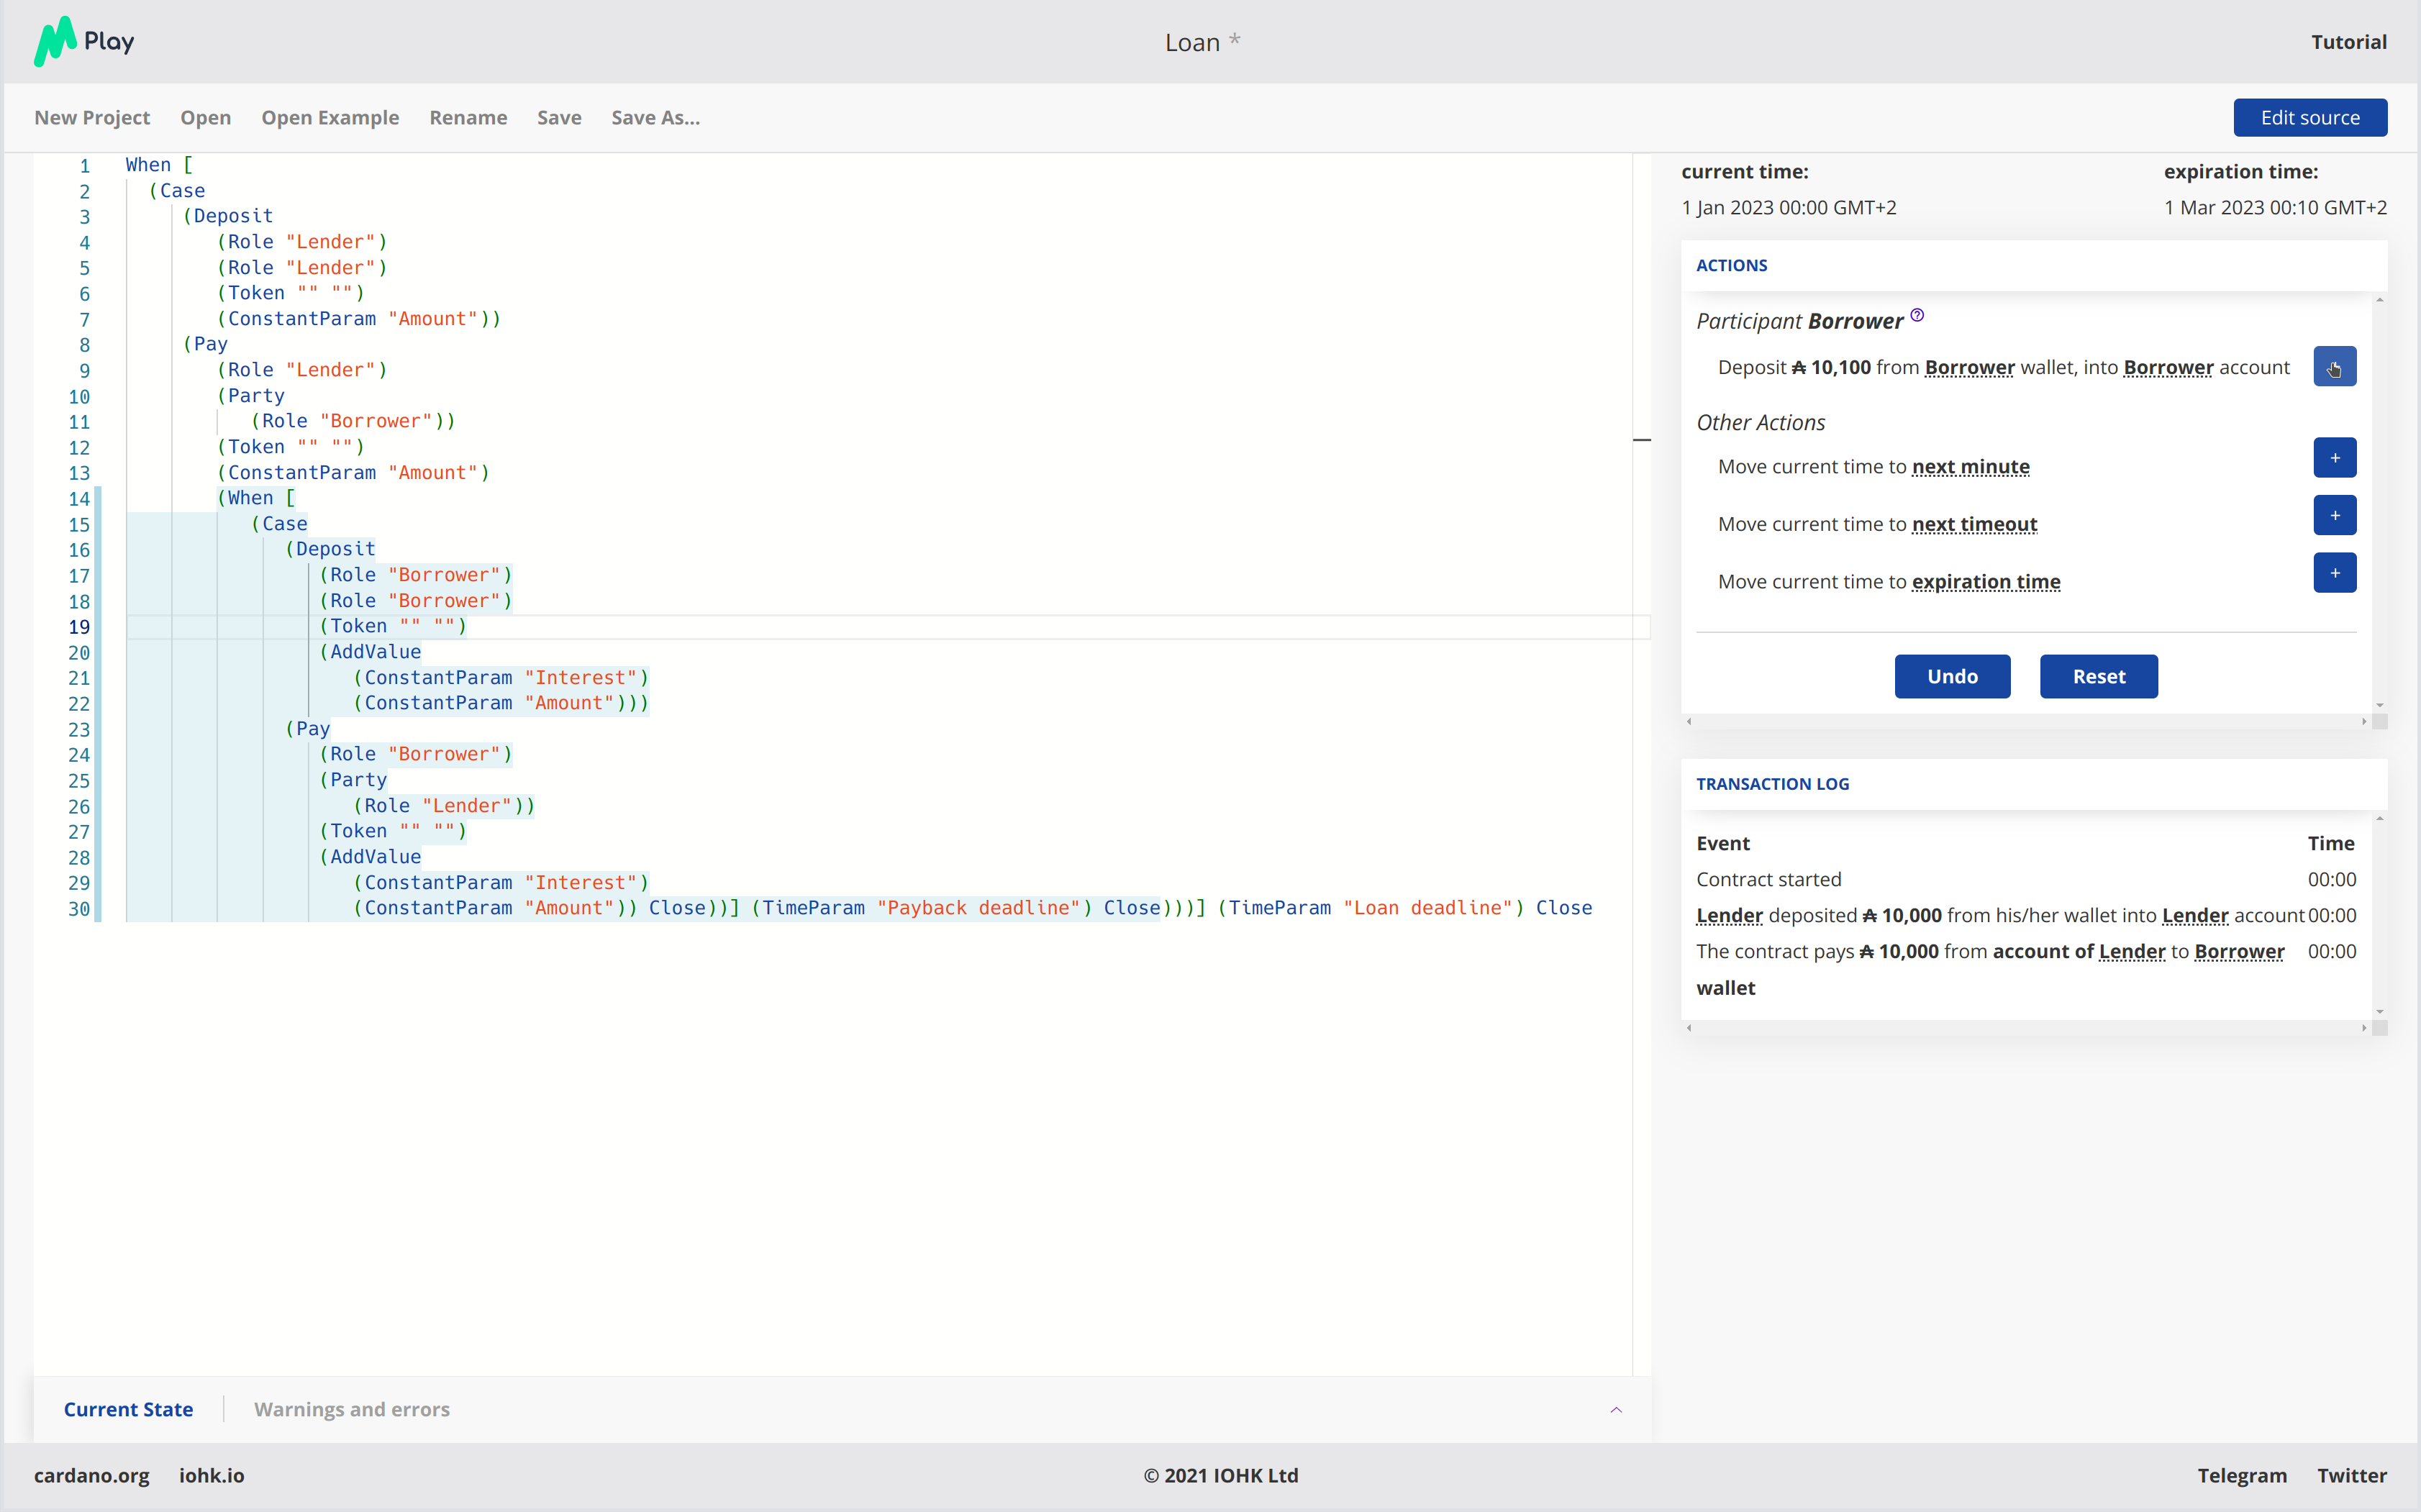 Play
Loan *
Tutorial
New Project Open Open Example Rename Save Save As...
Edit source
1 When [
2 (Case
3 (Deposit
4 (Role "Lender")
5 (Role "Lender")
6 (Token "" "")
7 (ConstantParam "Amount"))
8 (Pay
9 (Role "Lender")
10 (Party
11 (Role "Borrower"))
12 (Token "" "")
13 (ConstantParam "Amount")
14 (When [
15 (Case
16 (Deposit
17 (Role "Borrower")
18 (Role "Borrower")
19 (Token "" "")
20 (AddValue
21 (ConstantParam "Interest")
22 (ConstantParam "Amount")))
23 (Pay
24 (Role "Borrower")
25 (Party
26 (Role "Lender"))
27 (Token "" "")
28 (AddValue
29 (ConstantParam "Interest")
30 (ConstantParam "Amount")) Close))] (TimeParam "Payback deadline") Close)))] (TimeParam "Loan deadline") Close
current time: expiration time:
1 Jan 2023 00:00 GMT+2 1 Mar 2023 00:10 GMT+2
ACTIONS
Participant Borrower ?
Deposit ₳ 10,100 from Borrower wallet, into Borrower account
Other Actions
Move current time to next minute +
Move current time to next timeout +
Move current time to expiration time +
Undo Reset
TRANSACTION LOG
Event Time
Contract started 00:00
Lender deposited ₳ 10,000 from his/her wallet into Lender account 00:00
The contract pays ₳ 10,000 from account of Lender to Borrower 00:00
wallet
Current State Warnings and errors
cardano.org iohk.io
© 2021 IOHK Ltd
Telegram Twitter